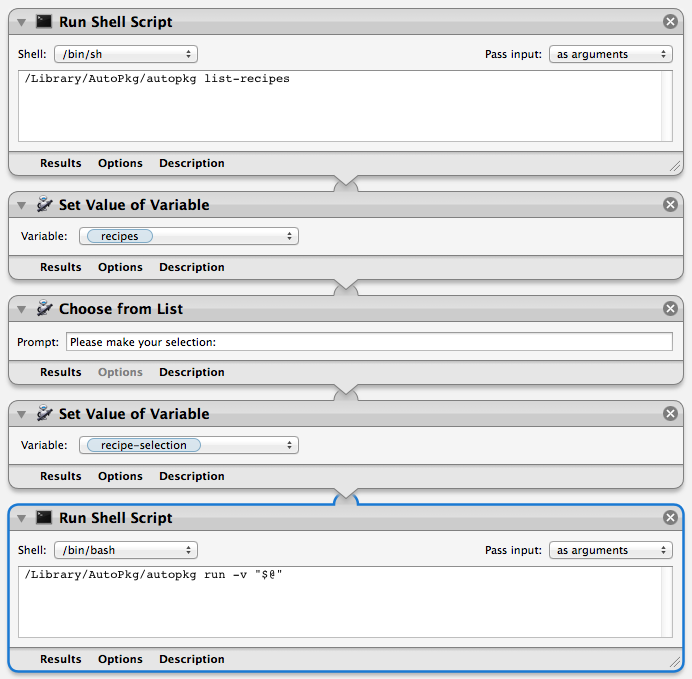 Run Shell Script
Shell: /bin/sh Pass input: as arguments
/Library/AutoPkg/autopkg list-recipes
Results Options Description
Set Value of Variable
Variable: recipes
Results Options Description
Choose from List
Prompt: Please make your selection:
Results Options Description
Set Value of Variable
Variable: recipe-selection
Results Options Description
Run Shell Script
Shell: /bin/bash Pass input: as arguments
/Library/AutoPkg/autopkg run -v "$@"
Results Options Description